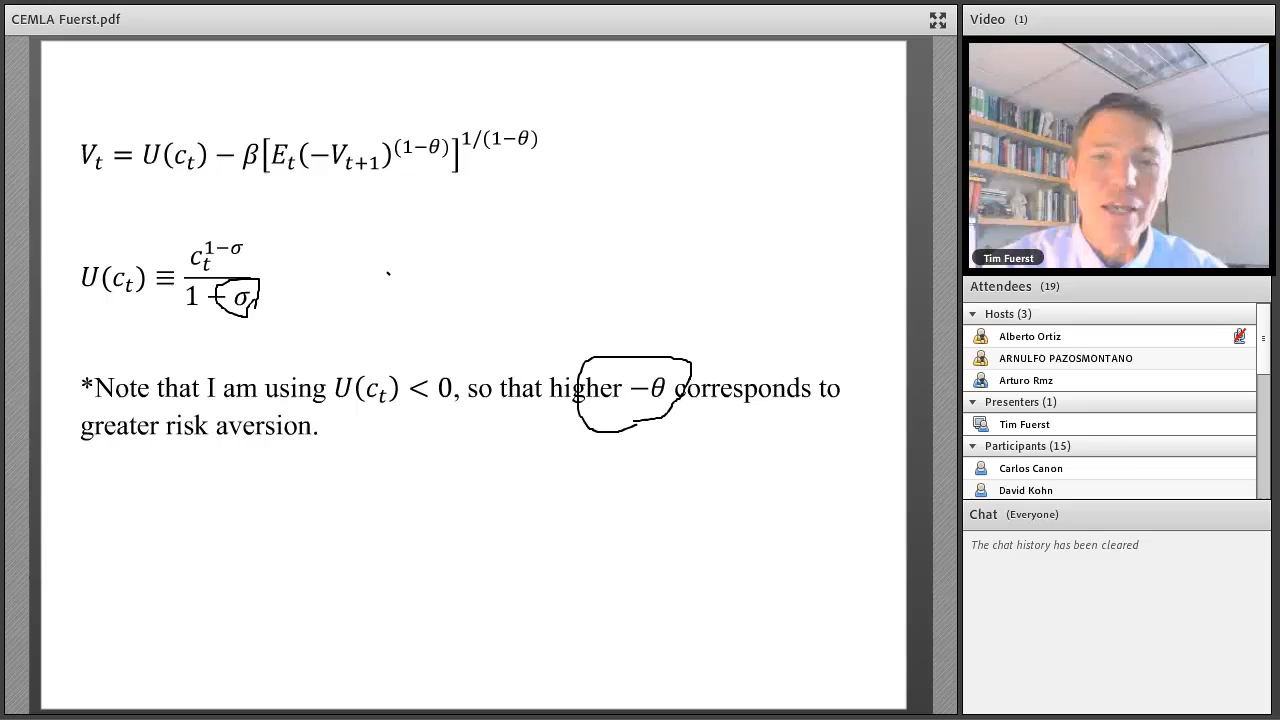 CEMLA Fuerst.pdf
V_t = U(c_t) − β[E_t(−V_{t+1})^{(1−θ)}]^{1/(1−θ)}
U(c_t) ≡ c_t^{1−σ} / (1 − σ)
*Note that I am using U(c_t) < 0, so that higher −θ corresponds to
greater risk aversion.
Video (1)
Tim Fuerst
Attendees (19)
Hosts (3)
Alberto Ortiz
ARNULFO PAZOSMONTANO
Arturo Rmz
Presenters (1)
Tim Fuerst
Participants (15)
Carlos Canon
David Kohn
Chat (Everyone)
The chat history has been cleared